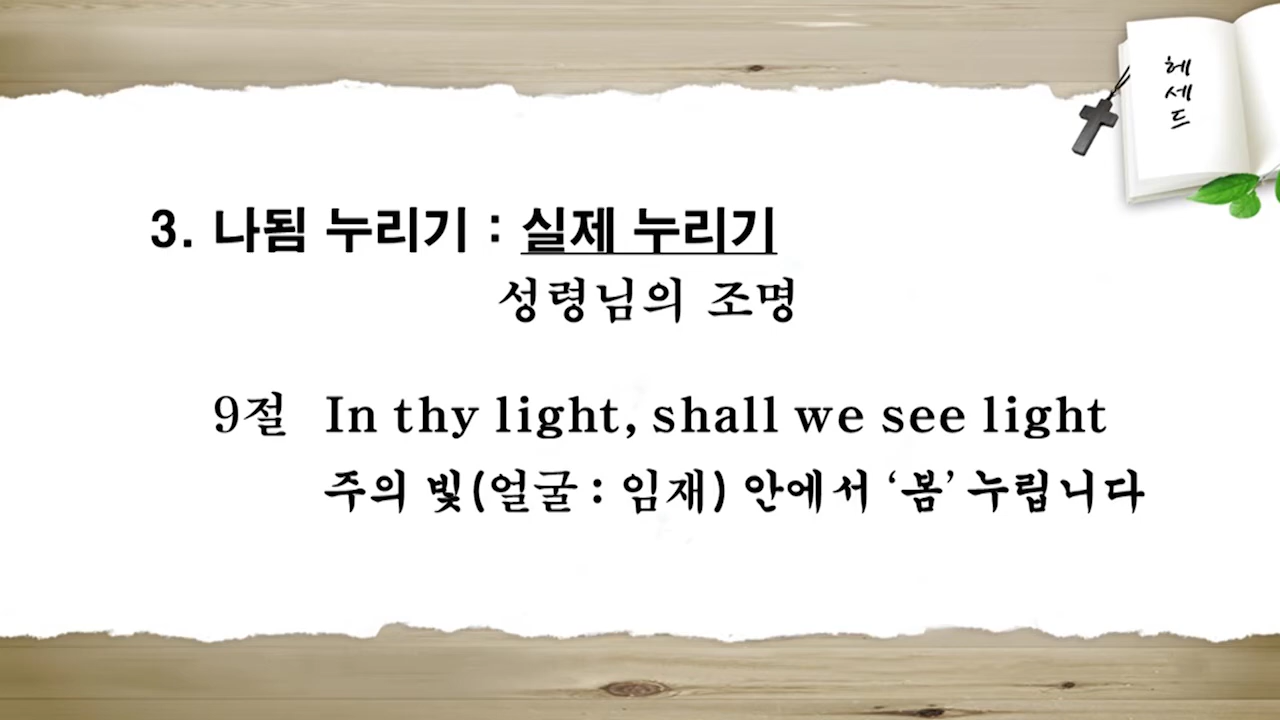 헤
세
드
3. 나됨 누리기 : 실제 누리기
성령님의 조명
9절 In thy light, shall we see light
주의 빛(얼굴 : 임재) 안에서 ‘봄’ 누립니다